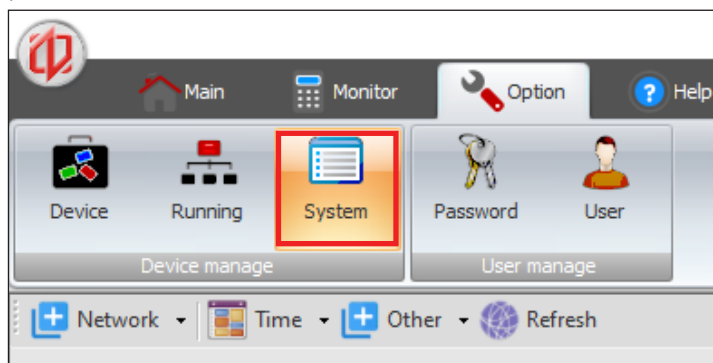 Main Monitor Option Help
Device Running System Password User
Device manage User manage
Network Time Other Refresh